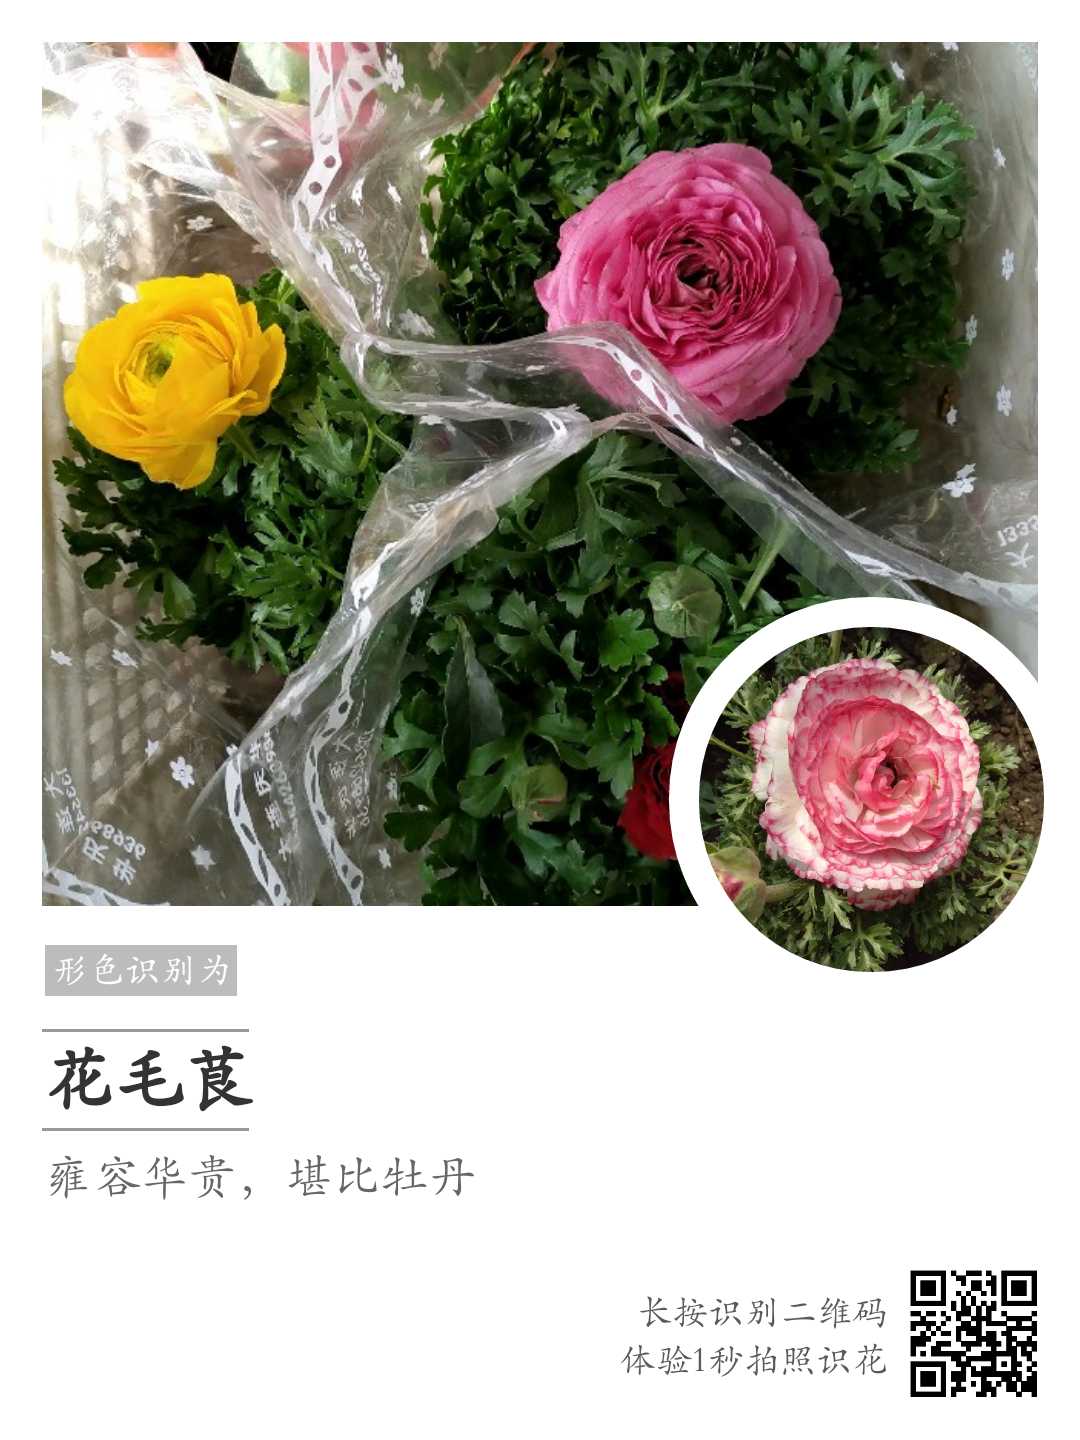 形色识别为
花毛茛
雍容华贵，堪比牡丹
长按识别二维码
体验1秒拍照识花